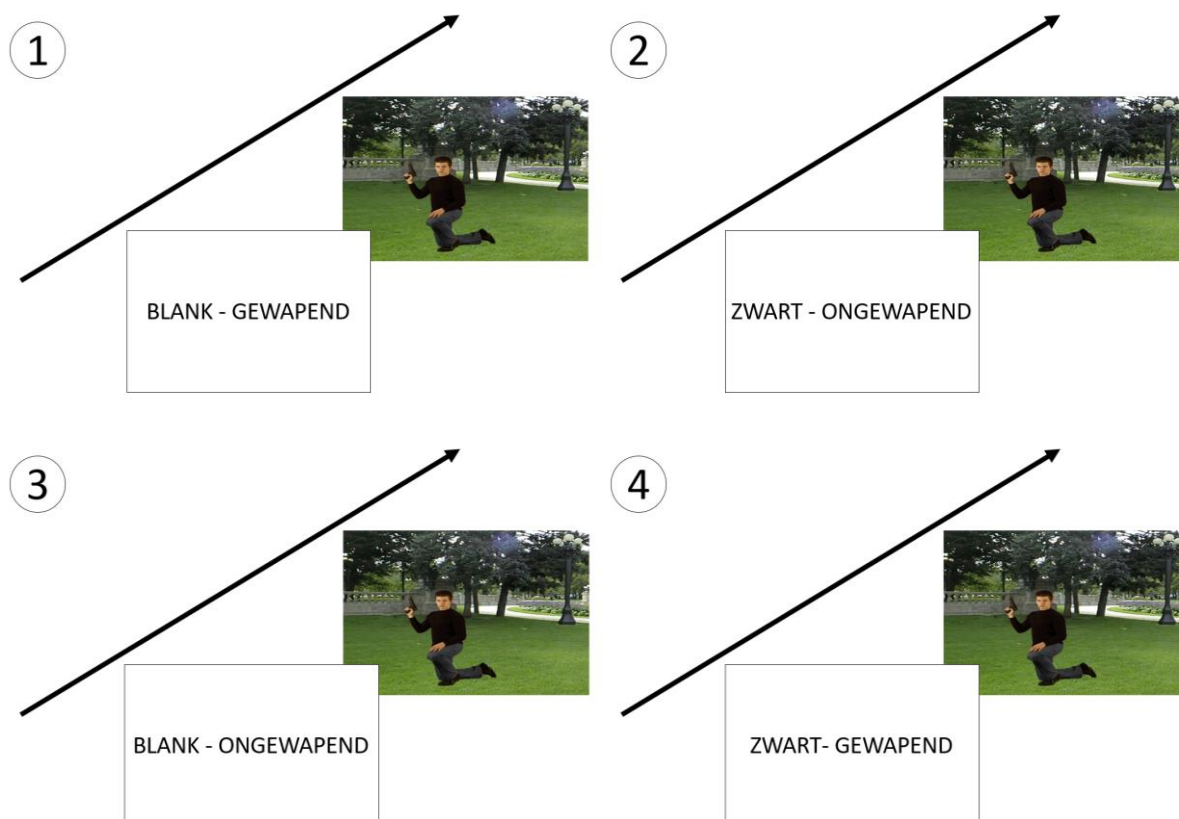 1
BLANK - GEWAPEND
2
ZWART - ONGEWAPEND
3
BLANK - ONGEWAPEND
4
ZWART- GEWAPEND